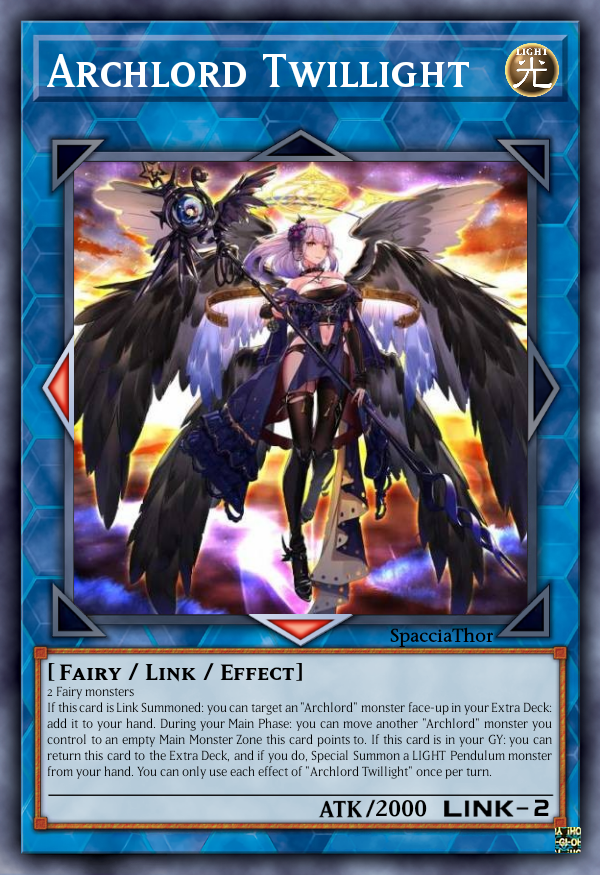 Archlord Twillight
LIGHT
光
SpacciaThor
[ Fairy / Link / Effect]
2 Fairy monsters
If this card is Link Summoned: you can target an "Archlord" monster face-up in your Extra Deck:
add it to your hand. During your Main Phase: you can move another "Archlord" monster you
control to an empty Main Monster Zone this card points to. If this card is in your GY: you can
return this card to the Extra Deck, and if you do, Special Summon a LIGHT Pendulum monster
from your hand. You can only use each effect of "Archlord Twillight" once per turn.
ATK/2000 LINK-2